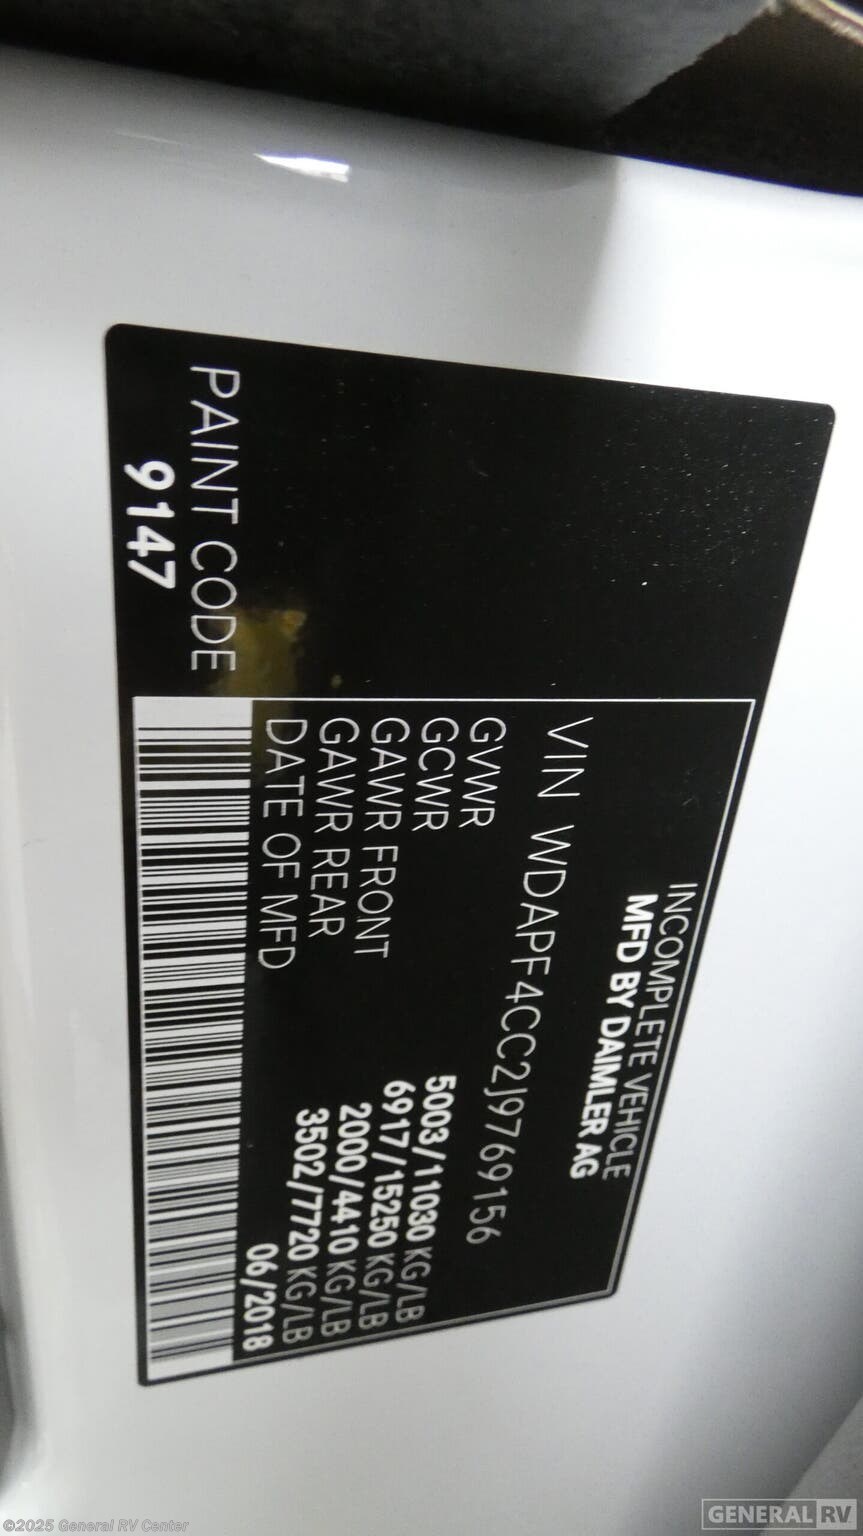 INCOMPLETE VEHICLE
MFD BY DAIMLER AG
VIN WDAPF4CC2J9769156
GVWR 5003/11030 KG/LB
GCWR 6917/15250 KG/LB
GAWR FRONT 2000/4410 KG/LB
GAWR REAR 3502/7720 KG/LB
DATE OF MFD 06/2018
PAINT CODE
9147
©2025 General RV Center
GENERAL RV